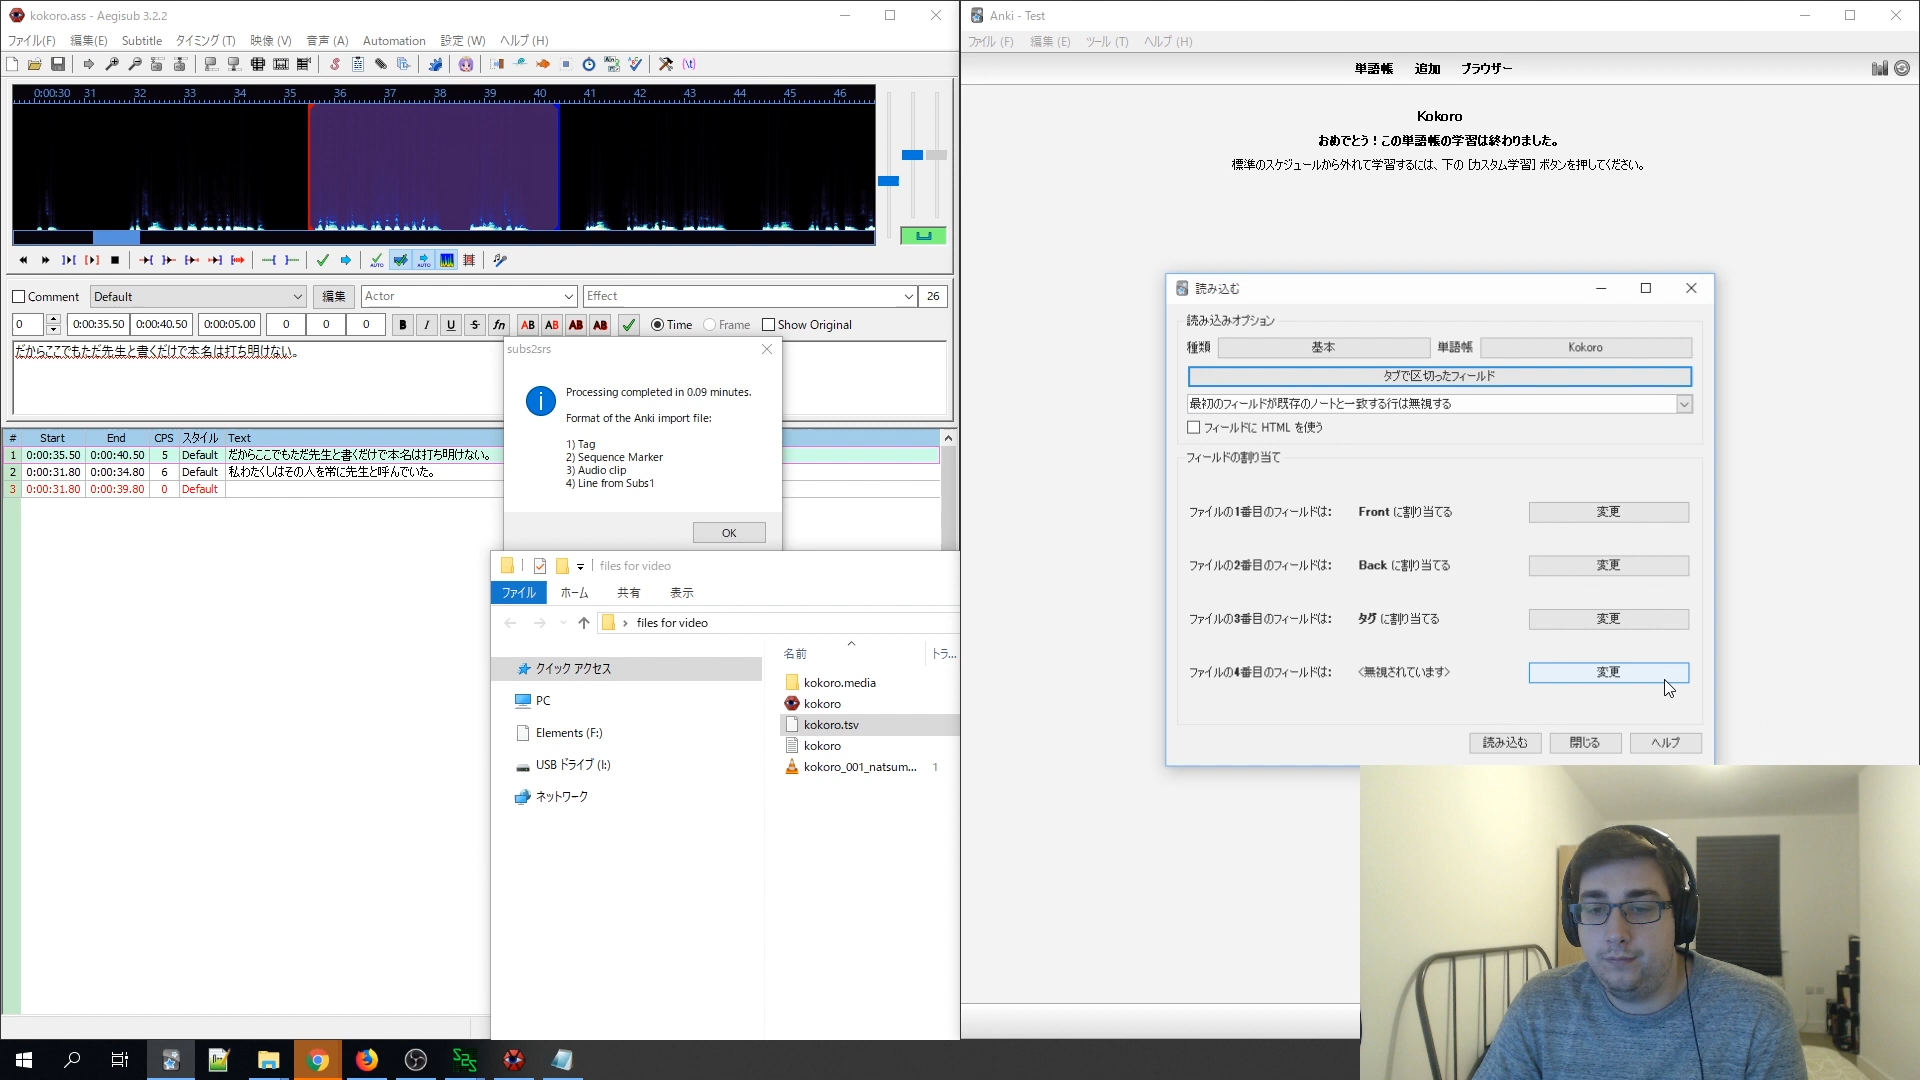 kokoro.ass - Aegisub 3.2.2
ファイル(F) 編集(E) Subtitle タイミング(T) 映像(V) 音声(A) Automation 設定(W) ヘルプ(H)
0:00:30 31 32 33 34 35 36 37 38 39 40 41 42 43 44 45 46
Comment Default 編集 Actor Effect 26
0 0:00:35.50 0:00:40.50 0:00:05.00 0 0 0 B I U S fn AB AB AB AB Time Frame Show Original
だからここでもただ先生と書くだけで本名は打ち明けない。
# Start End CPS スタイル Text
1 0:00:35.50 0:00:40.50 5 Default だからここでもただ先生と書くだけで本名は打ち明けない。
2 0:00:31.80 0:00:34.80 6 Default 私わたくしはその人を常に先生と呼んでいた。
3 0:00:31.80 0:00:39.80 0 Default
subs2srs
Processing completed in 0.09 minutes.
Format of the Anki import file:
1) Tag
2) Sequence Marker
3) Audio clip
4) Line from Subs1
OK
files for video
ファイル ホーム 共有 表示
files for video
名前 トラ...
クイック アクセス
PC
Elements (F:)
USB ドライブ (I:)
ネットワーク
kokoro.media
kokoro
kokoro.tsv
kokoro
kokoro_001_natsum... 1
Anki - Test
ファイル(F) 編集(E) ツール(T) ヘルプ(H)
単語帳 追加 ブラウザー
Kokoro
おめでとう！この単語帳の学習は終わりました。
標準のスケジュールから外れて学習するには、下の [カスタム学習] ボタンを押してください。
読み込む
読み込みオプション
種類 基本 単語帳 Kokoro
タブで区切ったフィールド
最初のフィールドが既存のノートと一致する行は無視する
フィールドに HTML を使う
フィールドの割り当て
ファイルの1番目のフィールドは: Front に割り当てる 変更
ファイルの2番目のフィールドは: Back に割り当てる 変更
ファイルの3番目のフィールドは: タグ に割り当てる 変更
ファイルの4番目のフィールドは: <無視されています> 変更
読み込む 閉じる ヘルプ